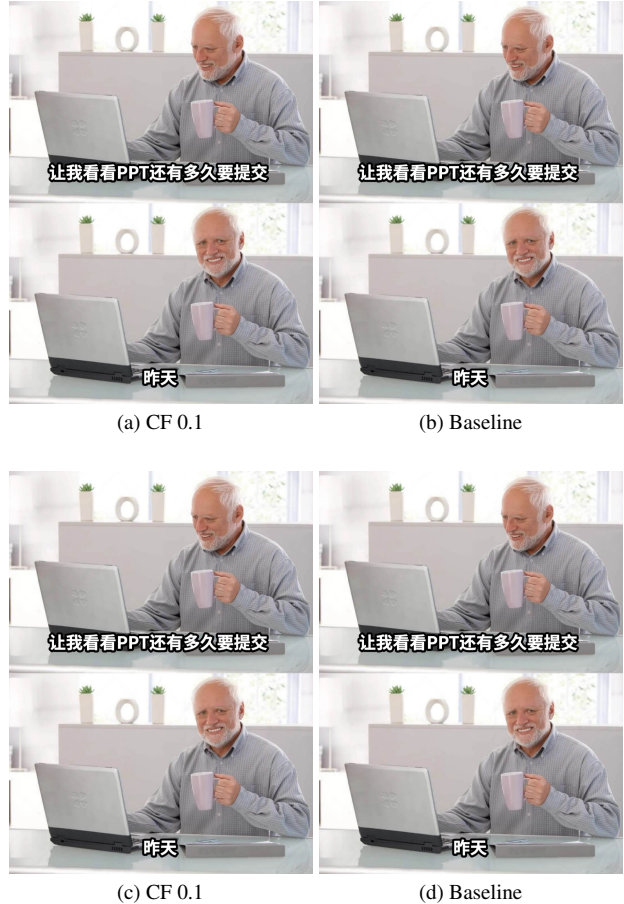 让我看看PPT还有多久要提交
让我看看PPT还有多久要提交
昨天
昨天
(a) CF 0.1
(b) Baseline
让我看看PPT还有多久要提交
让我看看PPT还有多久要提交
昨天
昨天
(c) CF 0.1
(d) Baseline